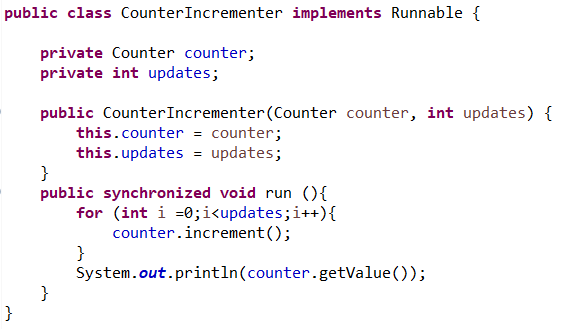 public class CounterIncrementer implements Runnable {
private Counter counter;
private int updates;
public CounterIncrementer(Counter counter, int updates) {
this.counter = counter;
this.updates = updates;
}
public synchronized void run (){
for (int i =0;i<updates;i++){
counter.increment();
}
System.out.println(counter.getValue());
}
}